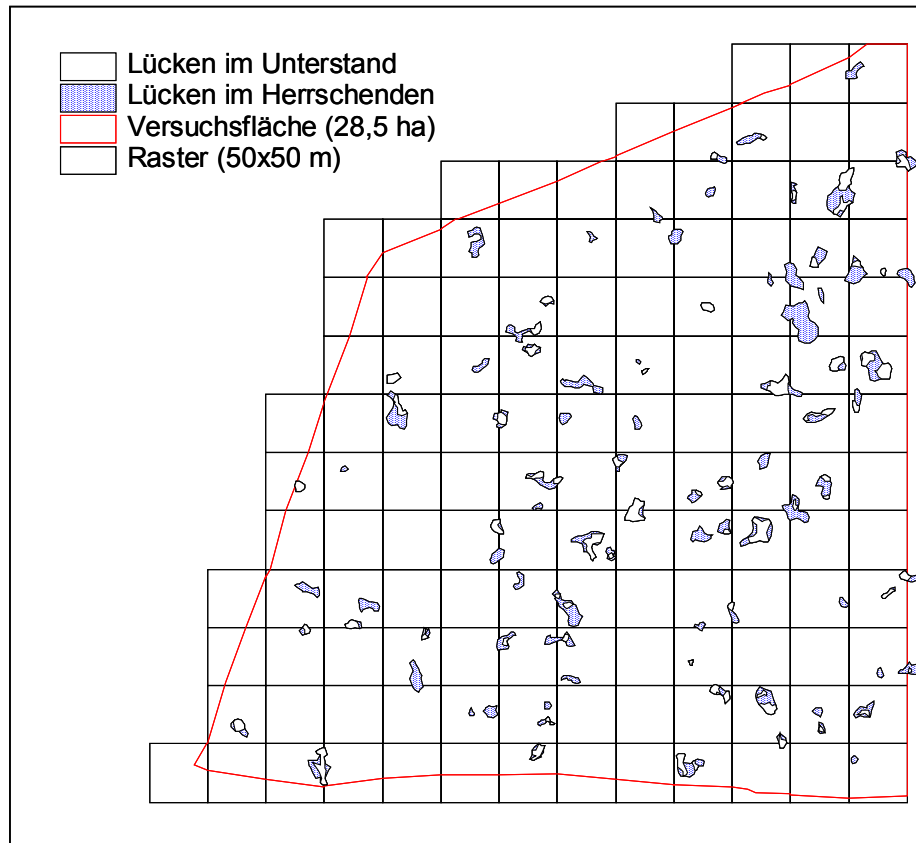 Lücken im Unterstand
Lücken im Herrschenden
Versuchsfläche (28,5 ha)
Raster (50x50 m)